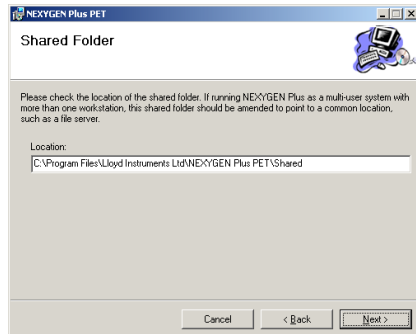 NEXYGEN Plus PET
Shared Folder
Please check the location of the shared folder. If running NEXYGEN Plus as a multi-user system with
more than one workstation, this shared folder should be amended to point to a common location,
such as a file server.
Location:
C:\Program Files\Lloyd Instruments Ltd\NEXYGEN Plus PET\Shared
Cancel
< Back
Next >